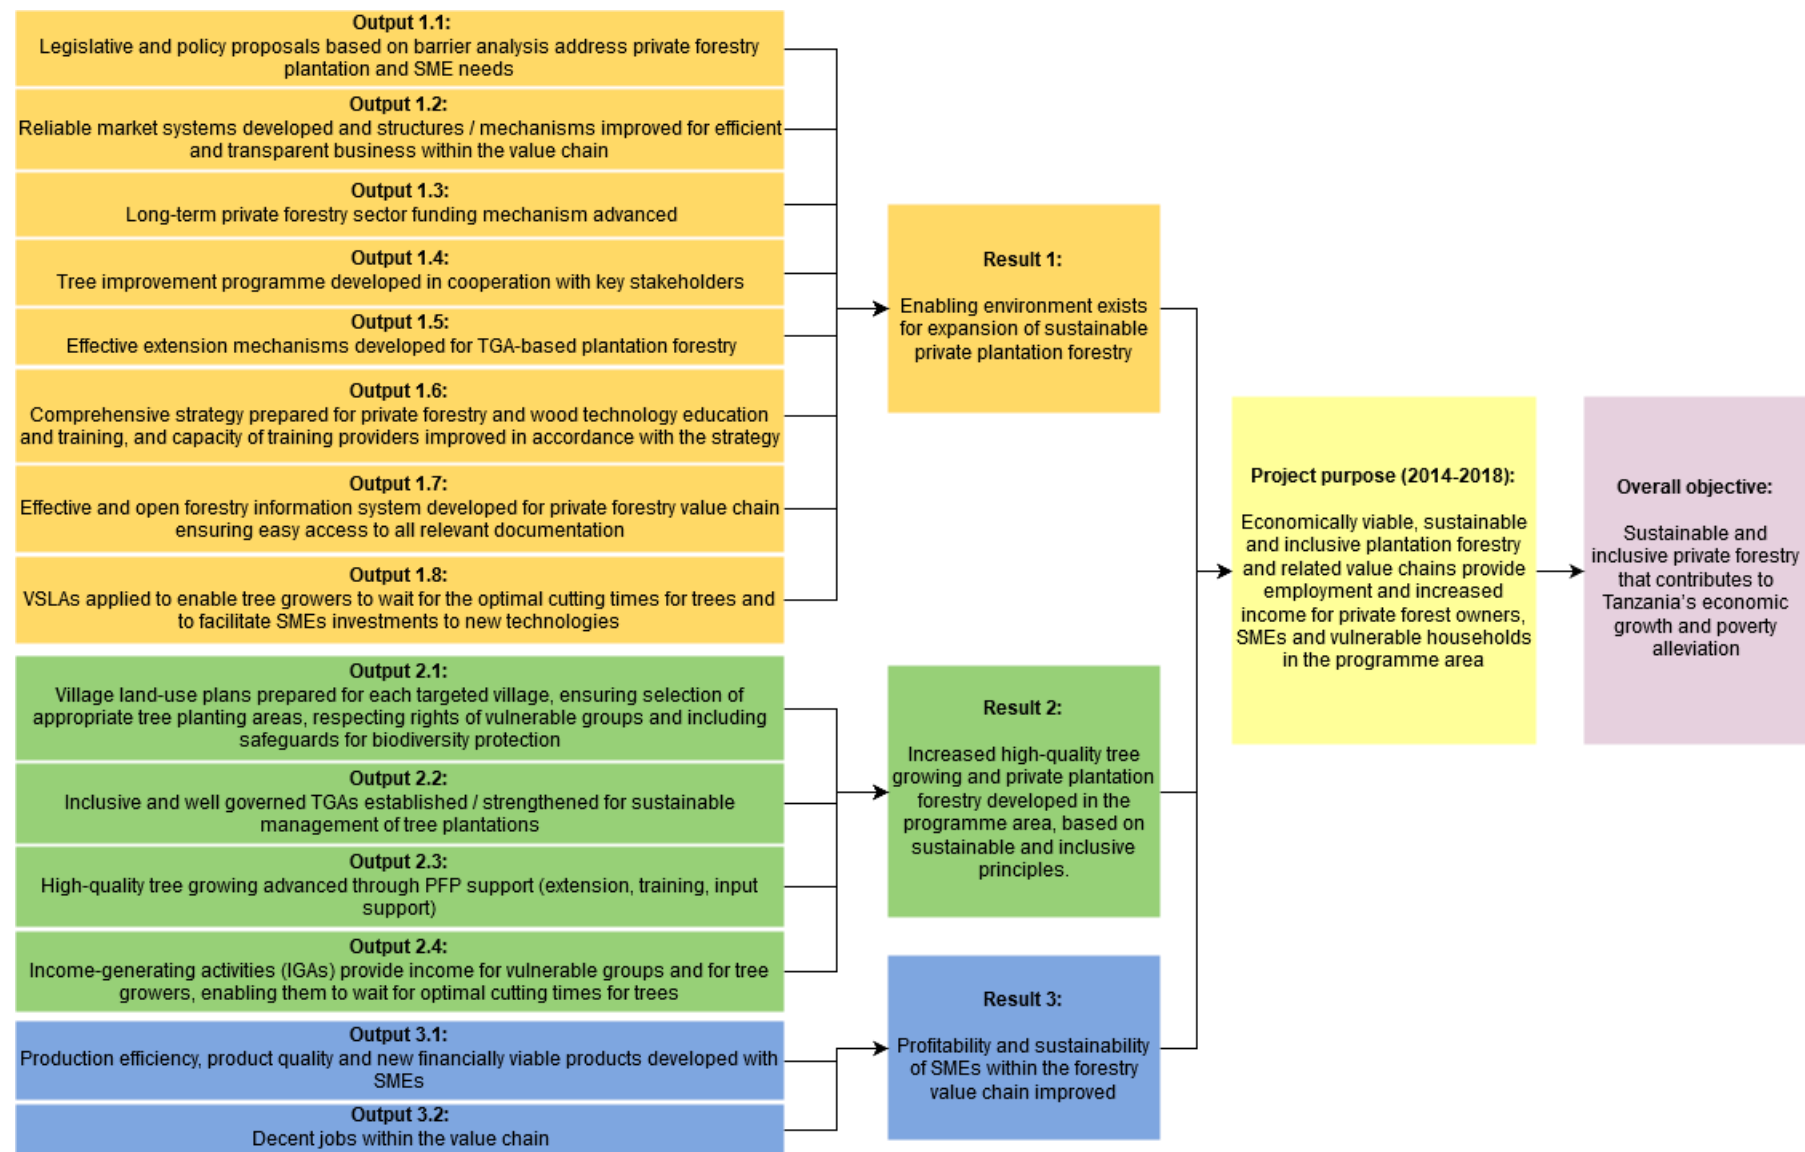 Output 1.1:
Legislative and policy proposals based on barrier analysis address private forestry
plantation and SME needs
Output 1.2:
Reliable market systems developed and structures / mechanisms improved for efficient
and transparent business within the value chain
Output 1.3:
Long-term private forestry sector funding mechanism advanced
Output 1.4:
Tree improvement programme developed in cooperation with key stakeholders
Output 1.5:
Effective extension mechanisms developed for TGA-based plantation forestry
Output 1.6:
Comprehensive strategy prepared for private forestry and wood technology education
and training, and capacity of training providers improved in accordance with the strategy
Output 1.7:
Effective and open forestry information system developed for private forestry value chain
ensuring easy access to all relevant documentation
Output 1.8:
VSLAs applied to enable tree growers to wait for the optimal cutting times for trees and
to facilitate SMEs investments to new technologies
Output 2.1:
Village land-use plans prepared for each targeted village, ensuring selection of
appropriate tree planting areas, respecting rights of vulnerable groups and including
safeguards for biodiversity protection
Output 2.2:
Inclusive and well governed TGAs established / strengthened for sustainable
management of tree plantations
Output 2.3:
High-quality tree growing advanced through PFP support (extension, training, input
support)
Output 2.4:
Income-generating activities (IGAs) provide income for vulnerable groups and for tree
growers, enabling them to wait for optimal cutting times for trees
Output 3.1:
Production efficiency, product quality and new financially viable products developed with
SMEs
Output 3.2:
Decent jobs within the value chain
Result 1:
Enabling environment exists
for expansion of sustainable
private plantation forestry
Result 2:
Increased high-quality tree
growing and private plantation
forestry developed in the
programme area, based on
sustainable and inclusive
principles.
Result 3:
Profitability and sustainability
of SMEs within the forestry
value chain improved
Project purpose (2014-2018):
Economically viable, sustainable
and inclusive plantation forestry
and related value chains provide
employment and increased
income for private forest owners,
SMEs and vulnerable households
in the programme area
Overall objective:
Sustainable and
inclusive private forestry
that contributes to
Tanzania's economic
growth and poverty
alleviation